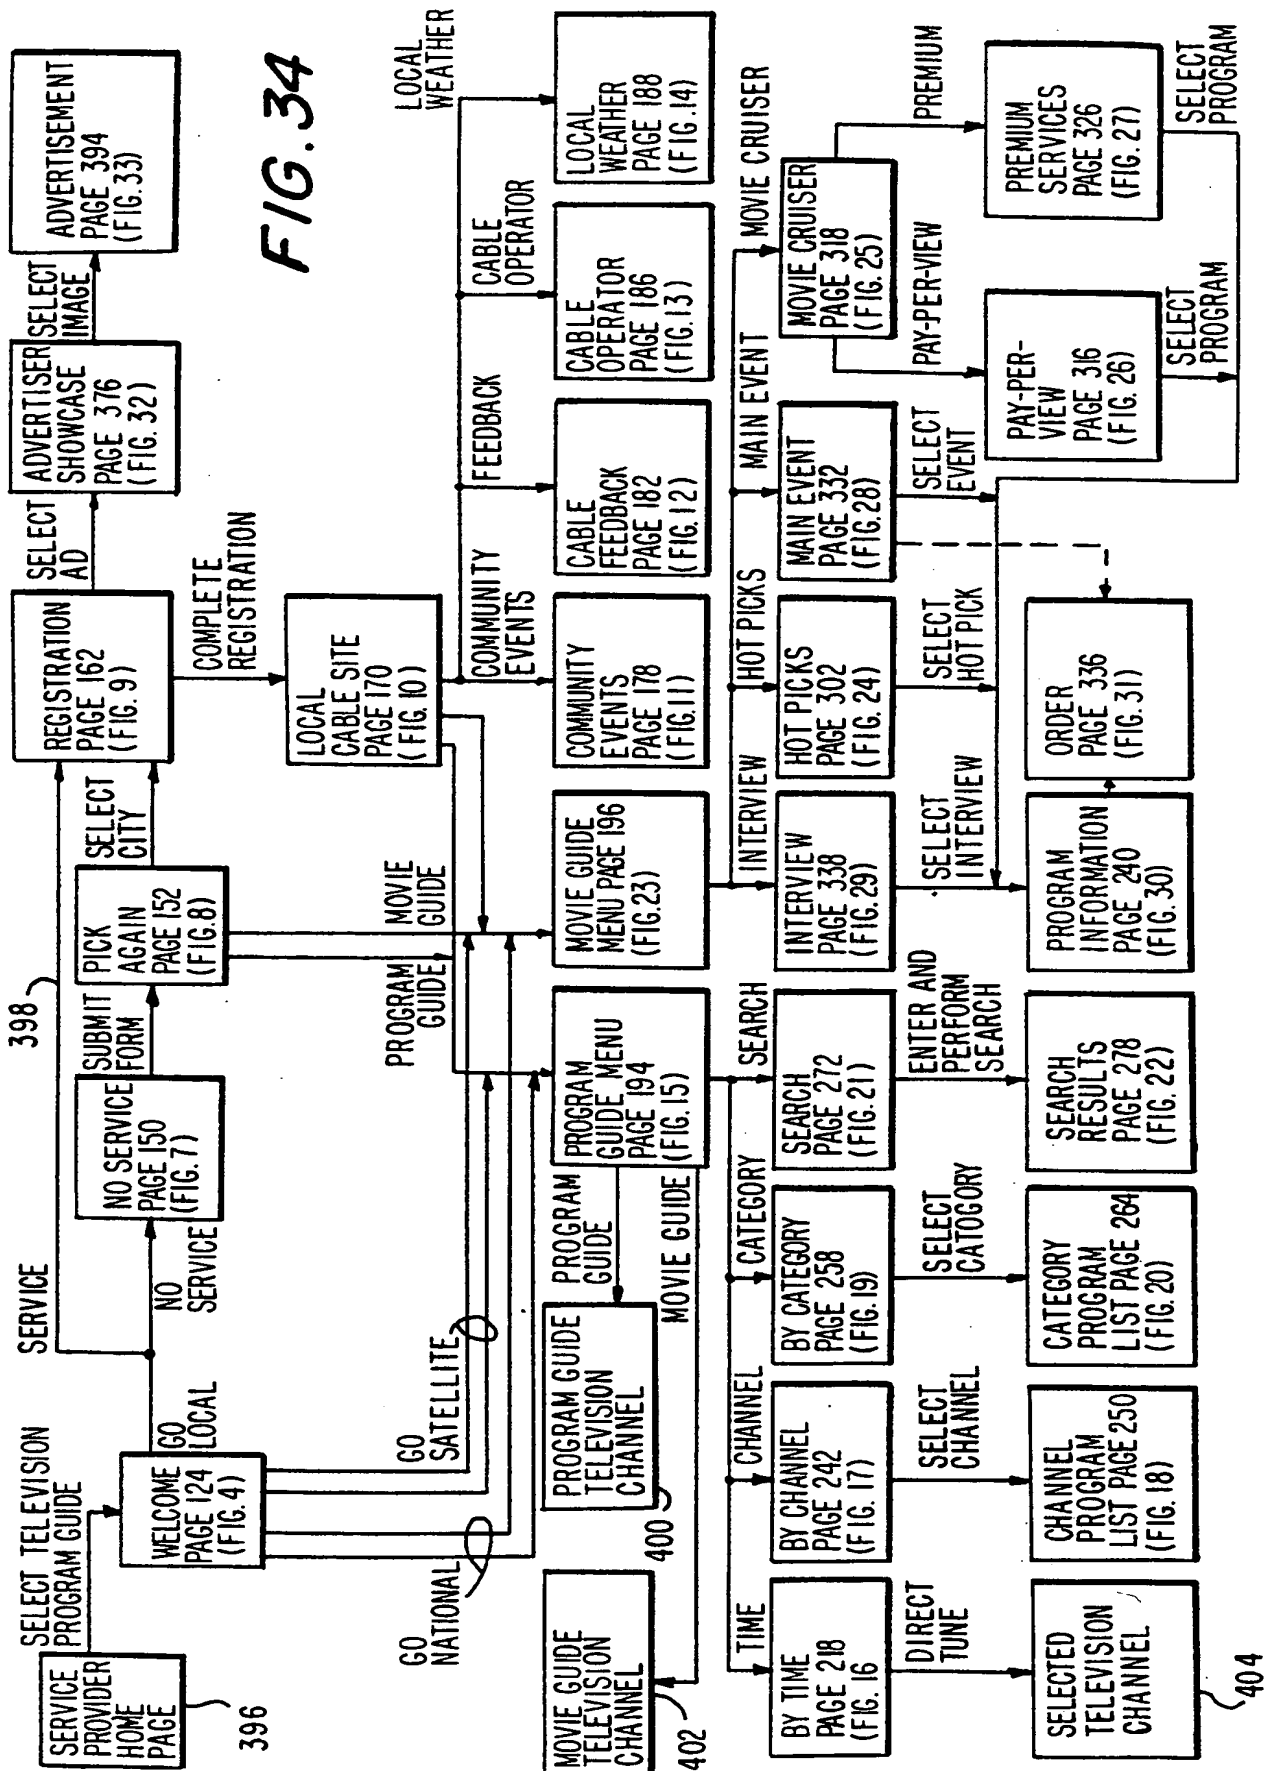 FIG. 34
SELECT TELEVISION
PROGRAM GUIDE
SERVICE
PROVIDER
HOME
PAGE
396
WELCOME
PAGE 124
(FIG. 4)
GO
LOCAL
SERVICE
NO
SERVICE
398
NO SERVICE
PAGE 150
(FIG. 7)
SUBMIT
FORM
PICK
AGAIN
PAGE 152
(FIG.8)
SELECT
CITY
REGISTRATION
PAGE 162
(FIG. 9)
SELECT
AD
ADVERTISER
SHOWCASE
PAGE 376
(FIG. 32)
SELECT
IMAGE
ADVERTISEMENT
PAGE 394
(FIG.33)
COMPLETE
REGISTRATION
LOCAL
CABLE SITE
PAGE 170
(FIG. 10)
GO
NATIONAL
GO
SATELLITE
PROGRAM
GUIDE
MOVIE
GUIDE
COMMUNITY
EVENTS
FEEDBACK
CABLE
OPERATOR
LOCAL
WEATHER
MOVIE GUIDE
TELEVISION
CHANNEL
402
PROGRAM GUIDE
TELEVISION
CHANNEL
400
PROGRAM
GUIDE
MOVIE GUIDE
PROGRAM
GUIDE MENU
PAGE 194
(FIG. 15)
MOVIE GUIDE
MENU PAGE 196
(FIG.23)
COMMUNITY
EVENTS
PAGE 178
(FIG.11)
CABLE
FEEDBACK
PAGE 182
(FIG. 12)
CABLE
OPERATOR
PAGE 186
(FIG. 13)
LOCAL
WEATHER
PAGE 188
(FIG. 14)
TIME
CHANNEL
CATEGORY
SEARCH
INTERVIEW
HOT PICKS
MAIN EVENT
MOVIE CRUISER
BY TIME
PAGE 218
(FIG. 16
BY CHANNEL
PAGE 242
(FIG. 17)
BY CATEGORY
PAGE 258
(FIG. 19)
SEARCH
PAGE 272
(FIG. 21)
INTERVIEW
PAGE 338
(FIG. 29)
HOT PICKS
PAGE 302
(FIG. 24)
MAIN EVENT
PAGE 332
(FIG.28)
MOVIE CRUISER
PAGE 318
(FIG. 25)
DIRECT
TUNE
SELECT
CHANNEL
SELECT
CATOGORY
ENTER AND
PERFORM
SEARCH
SELECT
INTERVIEW
SELECT
HOT PICK
SELECT
EVENT
PAY-PER-VIEW
PREMIUM
SELECTED
TELEVISION
CHANNEL
404
CHANNEL
PROGRAM
LIST PAGE 250
(FIG. 18)
CATEGORY
PROGRAM
LIST PAGE 264
(FIG. 20)
SEARCH
RESULTS
PAGE 278
(FIG. 22)
PROGRAM
INFORMATION
PAGE 240
(FIG. 30)
ORDER
PAGE 336
(FIG. 31)
PAY-PER-
VIEW
PAGE 316
(FIG. 26)
PREMIUM
SERVICES
PAGE 326
(FIG. 27)
SELECT
PROGRAM
SELECT
PROGRAM